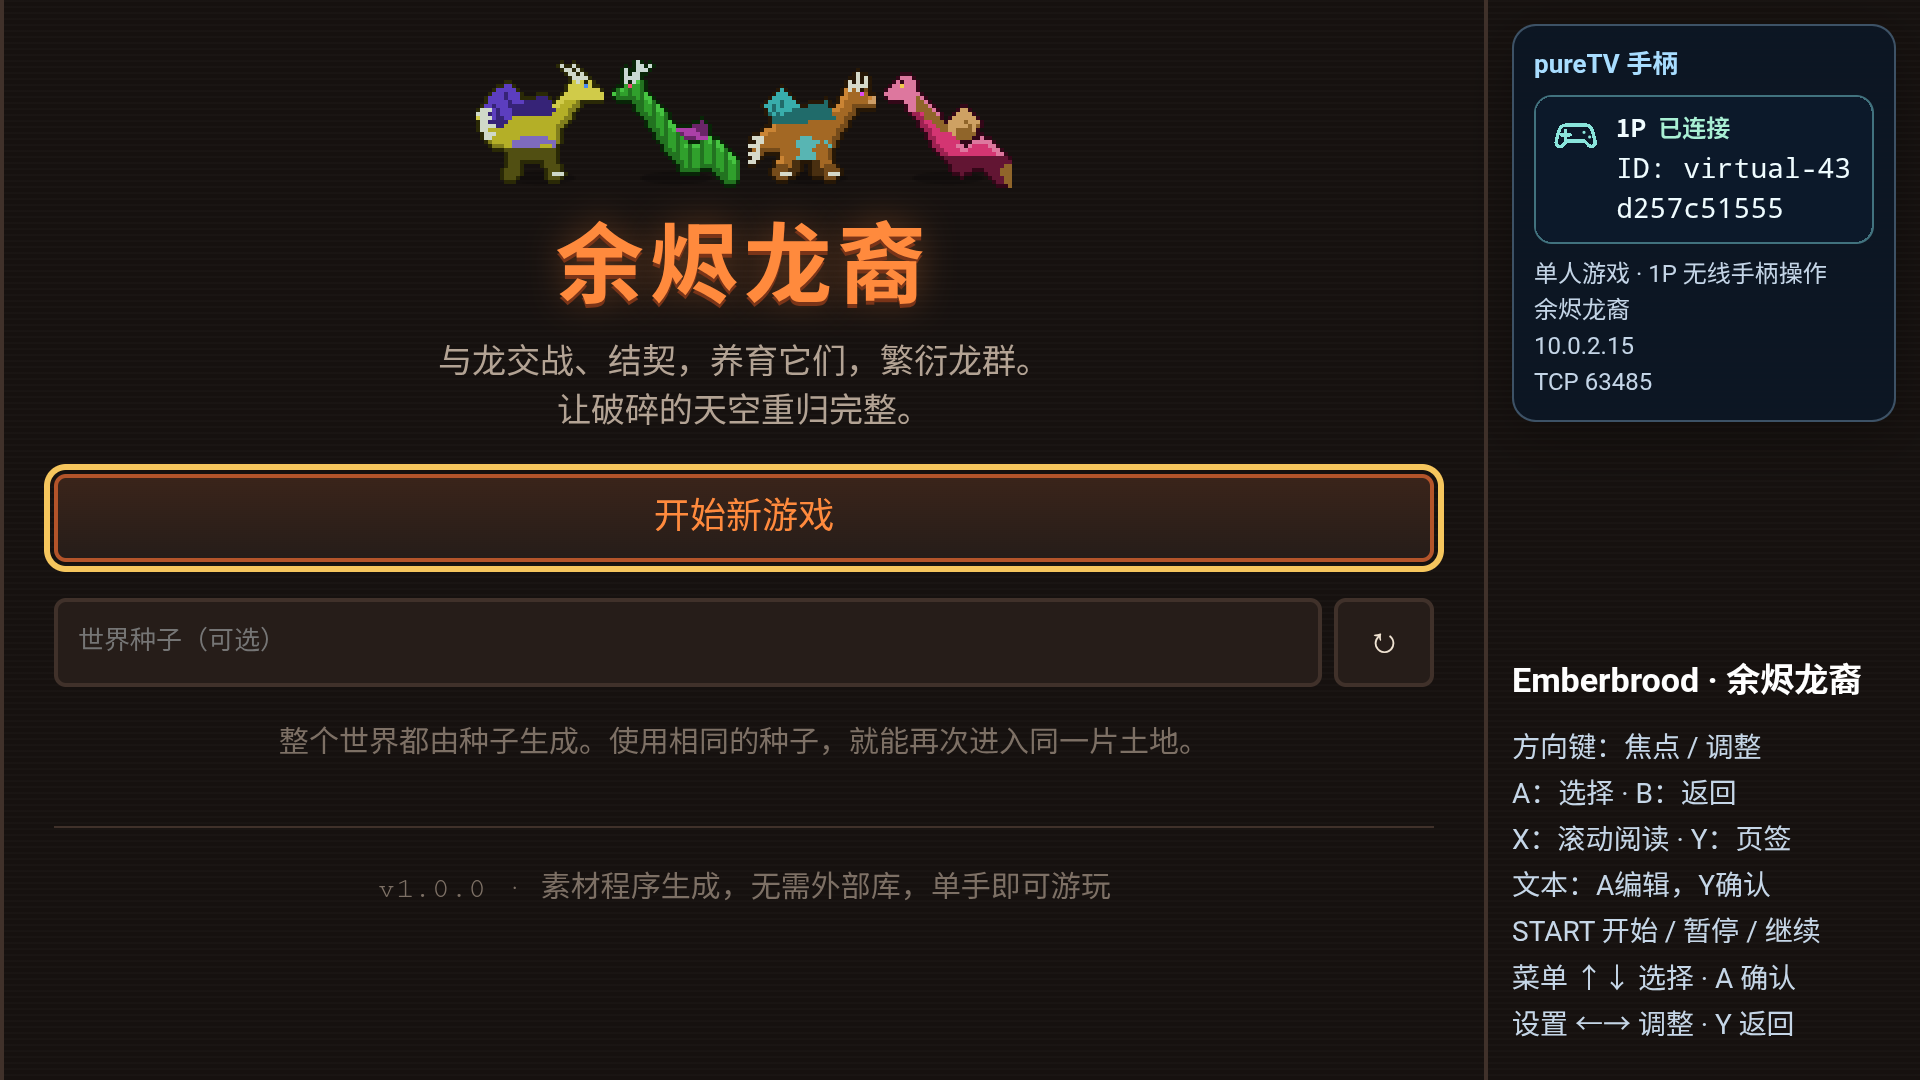 余烬龙裔
与龙交战、结契，养育它们，繁衍龙群。
让破碎的天空重归完整。
开始新游戏
世界种子（可选）
↻
整个世界都由种子生成。使用相同的种子，就能再次进入同一片土地。
v1.0.0 · 素材程序生成，无需外部库，单手即可游玩
pureTV 手柄
1P 已连接
ID: virtual-43
d257c51555
单人游戏 · 1P 无线手柄操作
余烬龙裔
10.0.2.15
TCP 63485
Emberbrood · 余烬龙裔
方向键：焦点 / 调整
A：选择 · B：返回
X：滚动阅读 · Y：页签
文本：A编辑，Y确认
START 开始 / 暂停 / 继续
菜单 ↑↓ 选择 · A 确认
设置 ←→ 调整 · Y 返回